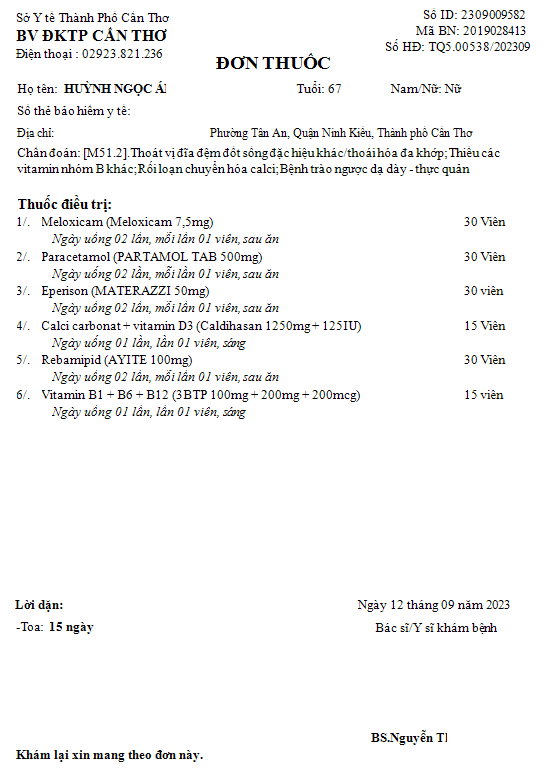 Sở Y tế Thành Phố Cần Thơ
BV ĐKTP CẦN THƠ
Điện thoại : 02923.821.236
Số ID: 2309009582
Mã BN: 2019028413
Số HĐ: TQ5.00538/202309
ĐƠN THUỐC
Họ tên: HUỲNH NGỌC Tuổi: 67 Nam/Nữ: Nữ
Số thẻ bảo hiểm y tế:
Địa chỉ: Phường Tân An, Quận Ninh Kiều, Thành phố Cần Thơ
Chẩn đoán: [M51.2].Thoát vị đĩa đệm đốt sống đặc hiệu khác/thoái hóa đa khớp;Thiếu các
vitamin nhóm B khác;Rối loạn chuyển hóa calci;Bệnh trào ngược dạ dày - thực quản
Thuốc điều trị:
1/. Meloxicam (Meloxicam 7,5mg) 30 Viên
Ngày uống 02 lần, mỗi lần 01 viên, sau ăn
2/. Paracetamol (PARTAMOL TAB 500mg) 30 Viên
Ngày uống 02 lần, mỗi lần 01 viên, sau ăn
3/. Eperison (MATERAZZI 50mg) 30 viên
Ngày uống 02 lần, mỗi lần 01 viên, sau ăn
4/. Calci carbonat + vitamin D3 (Caldihasan 1250mg + 125IU) 15 Viên
Ngày uống 01 lần, lần 01 viên, sáng
5/. Rebamipid (AYITE 100mg) 30 Viên
Ngày uống 02 lần, mỗi lần 01 viên, sau ăn
6/. Vitamin B1 + B6 + B12 (3BTP 100mg + 200mg + 200mcg) 15 viên
Ngày uống 01 lần, lần 01 viên, sáng
Lời dặn:
-Toa: 15 ngày
Ngày 12 tháng 09 năm 2023
Bác sĩ/Y sĩ khám bệnh
BS.Nguyễn
Khám lại xin mang theo đơn này.